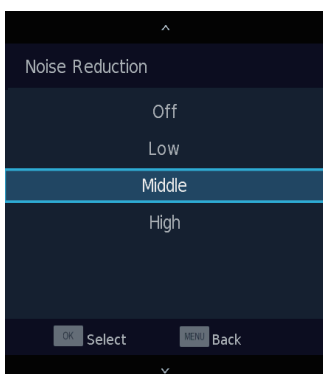 Noise Reduction
Off
Low
Middle
High
OK Select MENU Back